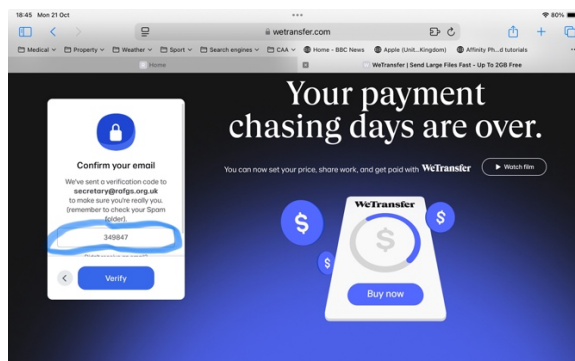 18:45 Mon 21 Oct
80%
wetransfer.com
Medical
Property
Weather
Sport
Search engines
CAA
Home - BBC News
Apple (Unit...Kingdom)
Affinity Ph...d tutorials
Home
WeTransfer | Send Large Files Fast - Up To 2GB Free
Your payment
chasing days are over.
You can now set your price, share work, and get paid with WeTransfer
Watch film
Confirm your email
We've sent a verification code to
secretary@rafgs.org.uk
to make sure you're really you.
(remember to check your Spam
folder).
349847
Verify
WeTransfer
$
$
$
$
Buy now